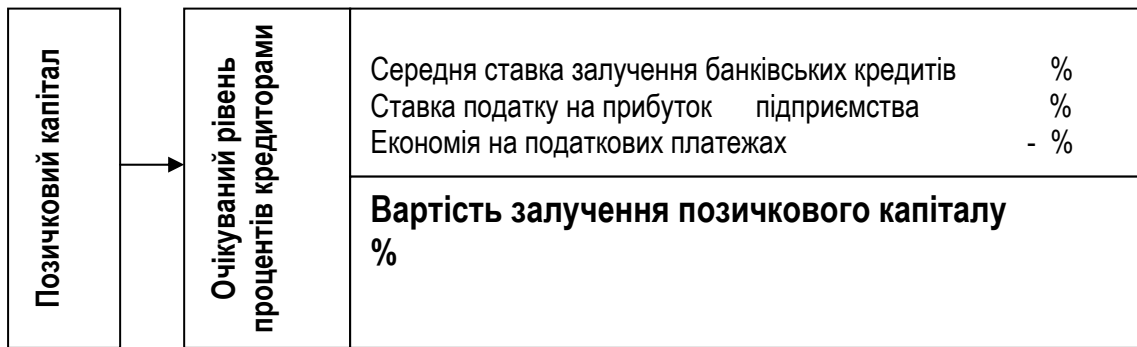 Позичковий капітал
Очікуваний рівень
процентів кредиторами
Середня ставка залучення банківських кредитів %
Ставка податку на прибуток підприємства %
Економія на податкових платежах - %
Вартість залучення позичкового капіталу
%